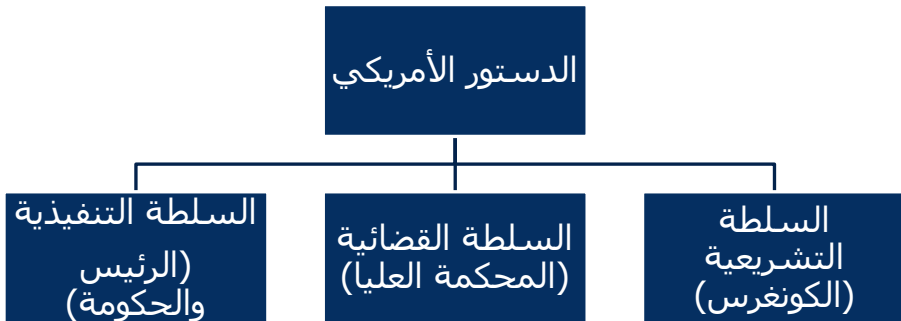 الدستور الأمريكي
السلطة
التشريعية
(الكونغرس)
السلطة القضائية
(المحكمة العليا)
السلطة التنفيذية
(الرئيس
والحكومة)